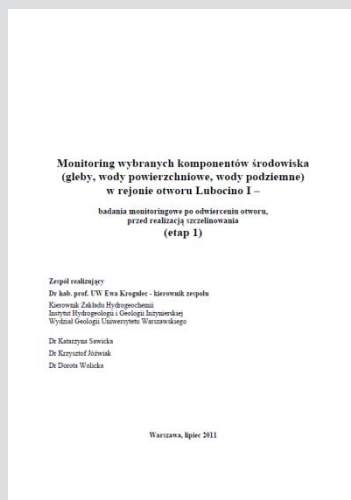 Monitoring wybranych komponentów środowiska
(gleby, wody powierzchniowe, wody podziemne)
w rejonie otworu Lubocino I –
badania monitoringowe po odwierceniu otworu,
przed realizacją szczelinowania
(etap 1)
Zespół realizujący
Dr hab. prof. UW Ewa Krogulec - kierownik zespołu
Kierownik Zakładu Hydrogeochemii
Instytut Hydrogeologii i Geologii Inżynierskiej
Wydział Geologii Uniwersytetu Warszawskiego
Dr Katarzyna Sawicka
Dr Krzysztof Jóźwiak
Dr Dorota Wolicka
Warszawa, lipiec 2011